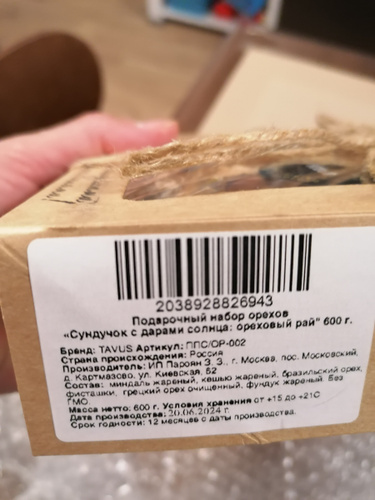 2038928826943
Подарочный набор орехов
«Сундучок с дарами солнца: ореховый рай" 600 г.
Бренд: TAVUS Артикул: ППС/ОР-002
Страна происхождения: Россия
Производитель: ИП Пароян З. З., г. Москва, пос. Московский,
д. Картмазово, ул. Киевская, 52
Состав: миндаль жареный, кешью жареный, бразильский орех,
фисташки, грецкий орех очищенный, фундук жареный. Без
ГМО
Масса нетто: 600 г. Условия хранения от +15 до +21С
Дата производства: 20.06.2024 г.
Срок годности: 12 месяцев с даты производства.